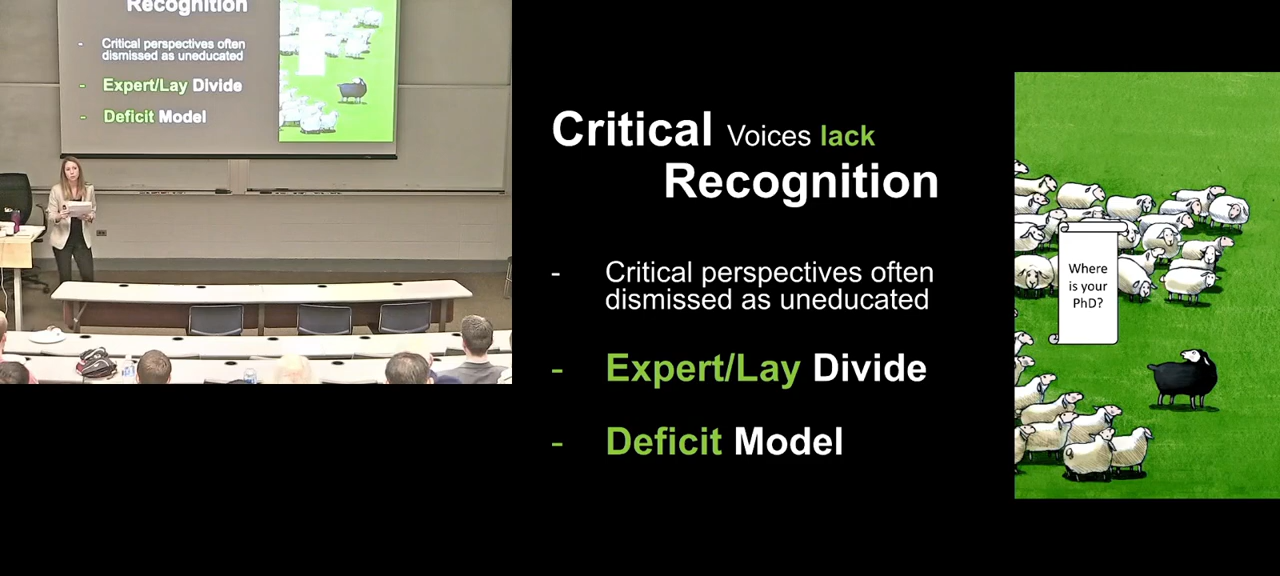 Recognition
- Critical perspectives often
dismissed as uneducated
- Expert/Lay Divide
- Deficit Model
Critical Voices lack
Recognition
- Critical perspectives often
dismissed as uneducated
- Expert/Lay Divide
- Deficit Model
Where
is your
PhD?